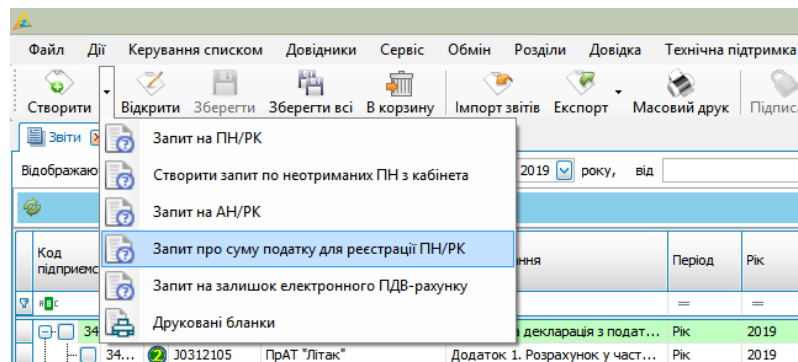 Файл Дії Керування списком Довідники Сервіс Обмін Розділи Довідка Технічна підтримка
Створити Відкрити Зберегти Зберегти всі В корзину Імпорт звітів Експорт Масовий друк Підпис
Звіти
Запит на ПН/РК
Відображаю
Створити запит по неотриманих ПН з кабінета
2019 року, від
Запит на АН/РК
Запит про суму податку для реєстрації ПН/РК
Код підприємс
Період Рік
Запит на залишок електронного ПДВ-рахунку
= =
Друковані бланки
34 декларація з подат... Рік 2019
34... 2 J0312105 ПрАТ "Літак" Додаток 1. Розрахунок у част... Рік 2019